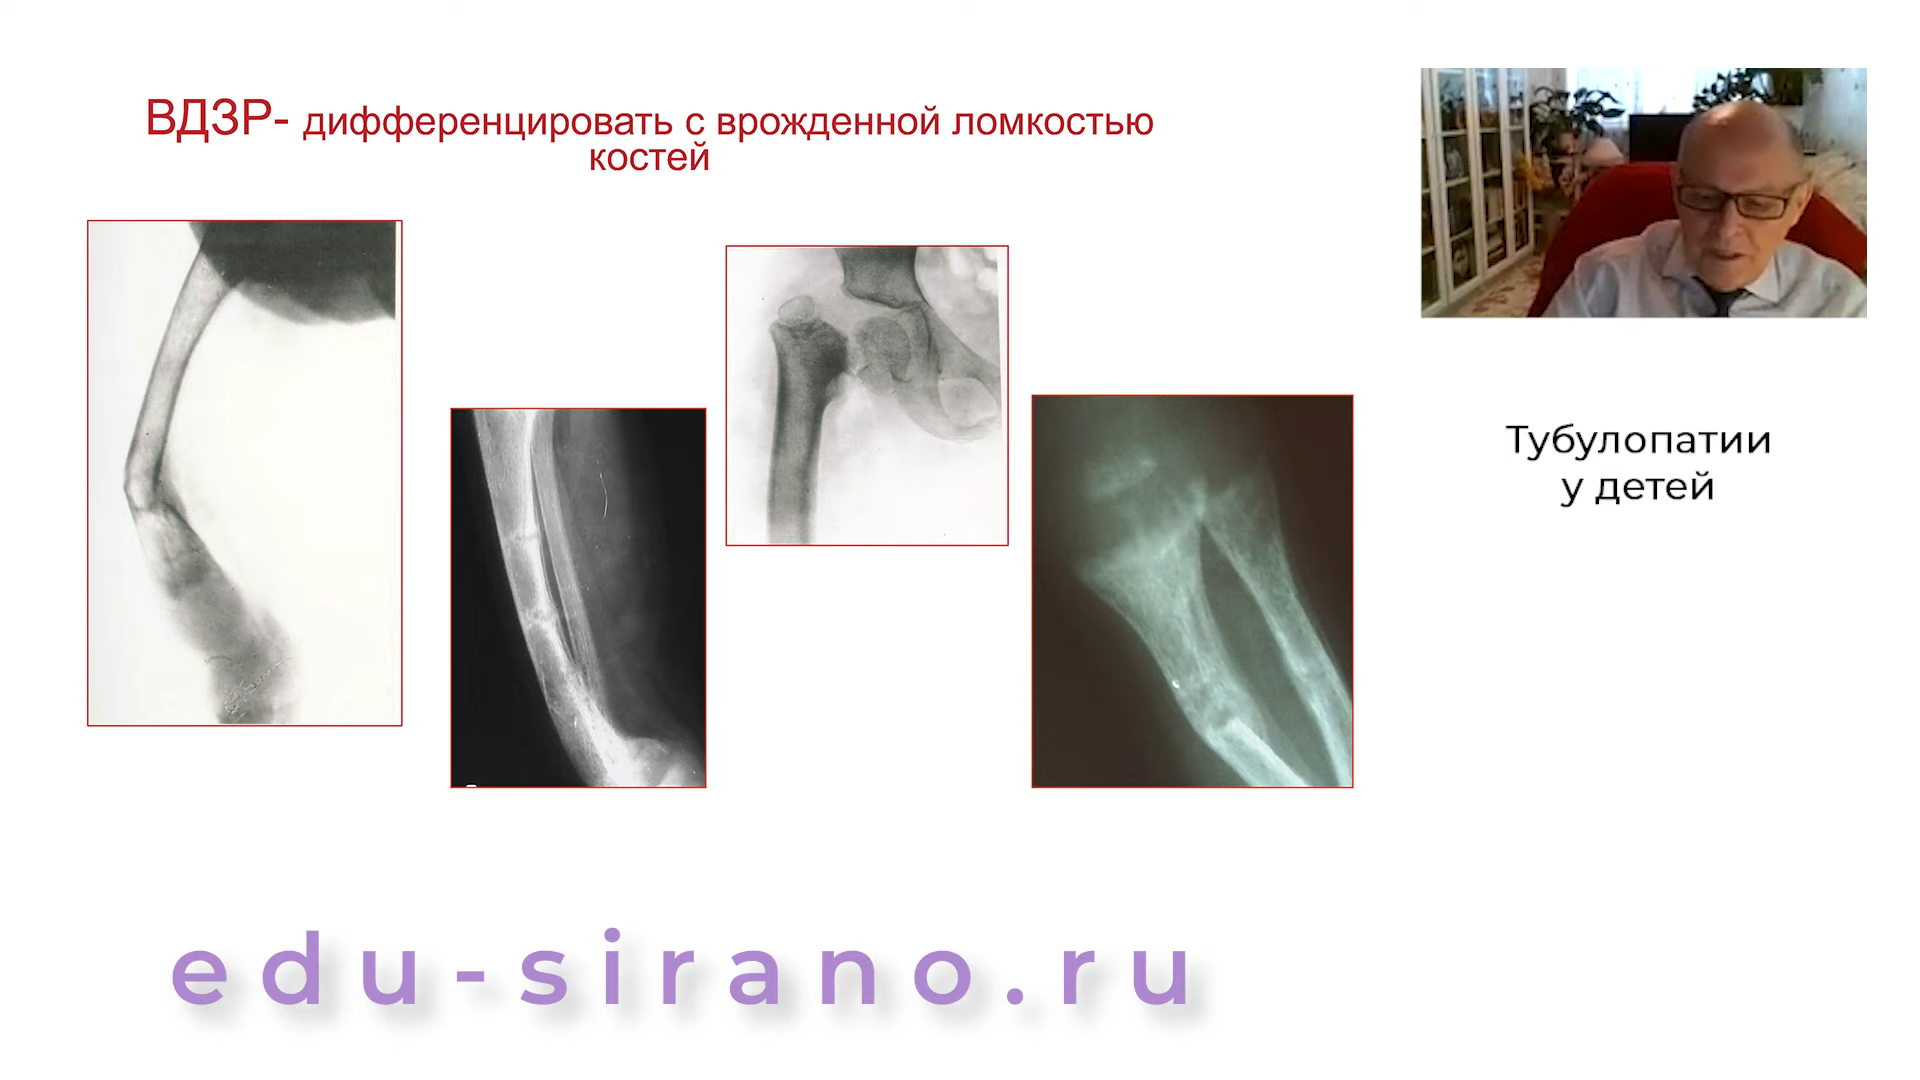 ВДЗР- дифференцировать с врожденной ломкостью
костей
Тубулопатии
у детей
edu-sirano.ru